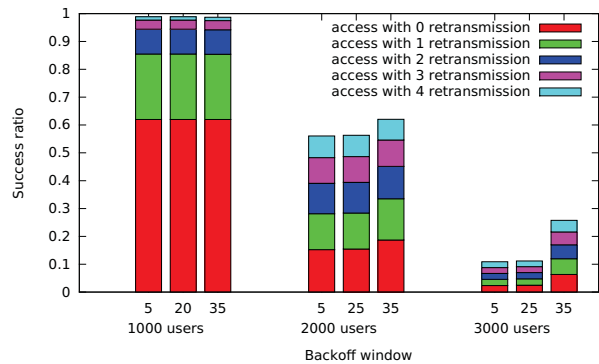 1
0.9
0.8
0.7
0.6
0.5
0.4
0.3
0.2
0.1
0
Success ratio
access with 0 retransmission
access with 1 retransmission
access with 2 retransmission
access with 3 retransmission
access with 4 retransmission
5 20 35 5 25 35 5 25 35
1000 users 2000 users 3000 users
Backoff window